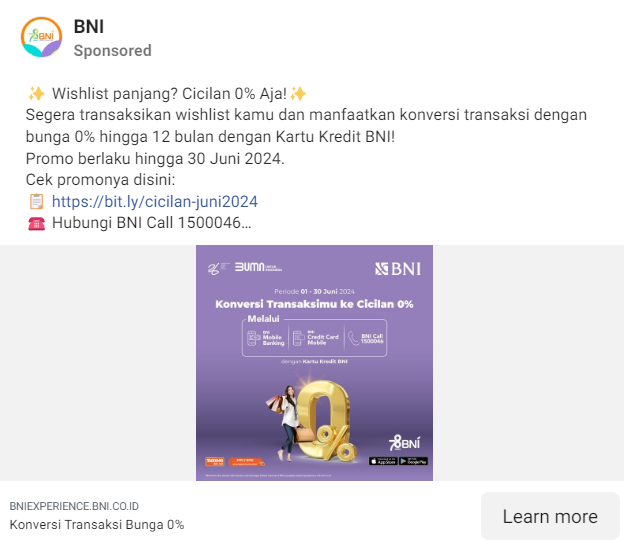 BNI
Sponsored
✨ Wishlist panjang? Cicilan 0% Aja!✨
Segera transaksikan wishlist kamu dan manfaatkan konversi transaksi dengan
bunga 0% hingga 12 bulan dengan Kartu Kredit BNI!
Promo berlaku hingga 30 Juni 2024.
Cek promonya disini:
📋 https://bit.ly/cicilan-juni2024
☎️ Hubungi BNI Call 1500046...
BUMN
BNI
Periode 01 - 30 Juni 2024
Konversi Transaksimu ke Cicilan 0%
Melalui
BNI Mobile Banking
BNI Credit Card Mobile
BNI Call 1500046
dengan Kartu Kredit BNI
0%
78 BNI
App Store
Google Play
BNIEXPERIENCE.BNI.CO.ID
Konversi Transaksi Bunga 0%
Learn more